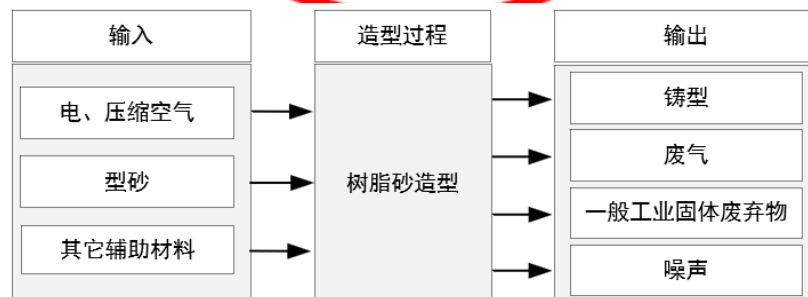 输入
造型过程
输出
电、压缩空气
型砂
其它辅助材料
树脂砂造型
铸型
废气
一般工业固体废弃物
噪声